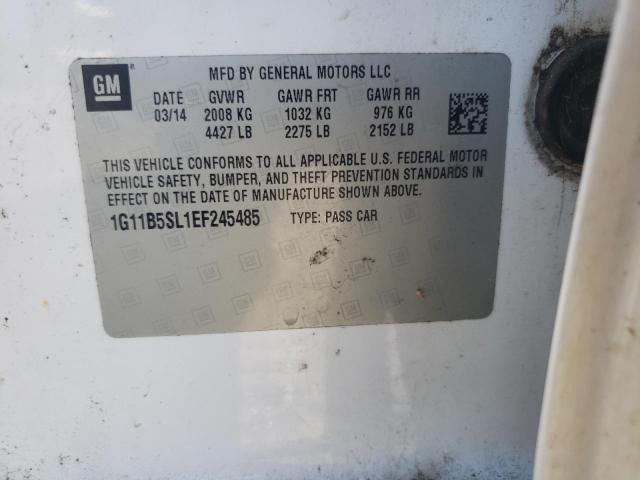 GM
MFD BY GENERAL MOTORS LLC
DATE GVWR GAWR FRT GAWR RR
03/14 2008 KG 1032 KG 976 KG
4427 LB 2275 LB 2152 LB
THIS VEHICLE CONFORMS TO ALL APPLICABLE U.S. FEDERAL MOTOR
VEHICLE SAFETY, BUMPER, AND THEFT PREVENTION STANDARDS IN
EFFECT ON THE DATE OF MANUFACTURE SHOWN ABOVE.
1G11B5SL1EF245485 TYPE: PASS CAR